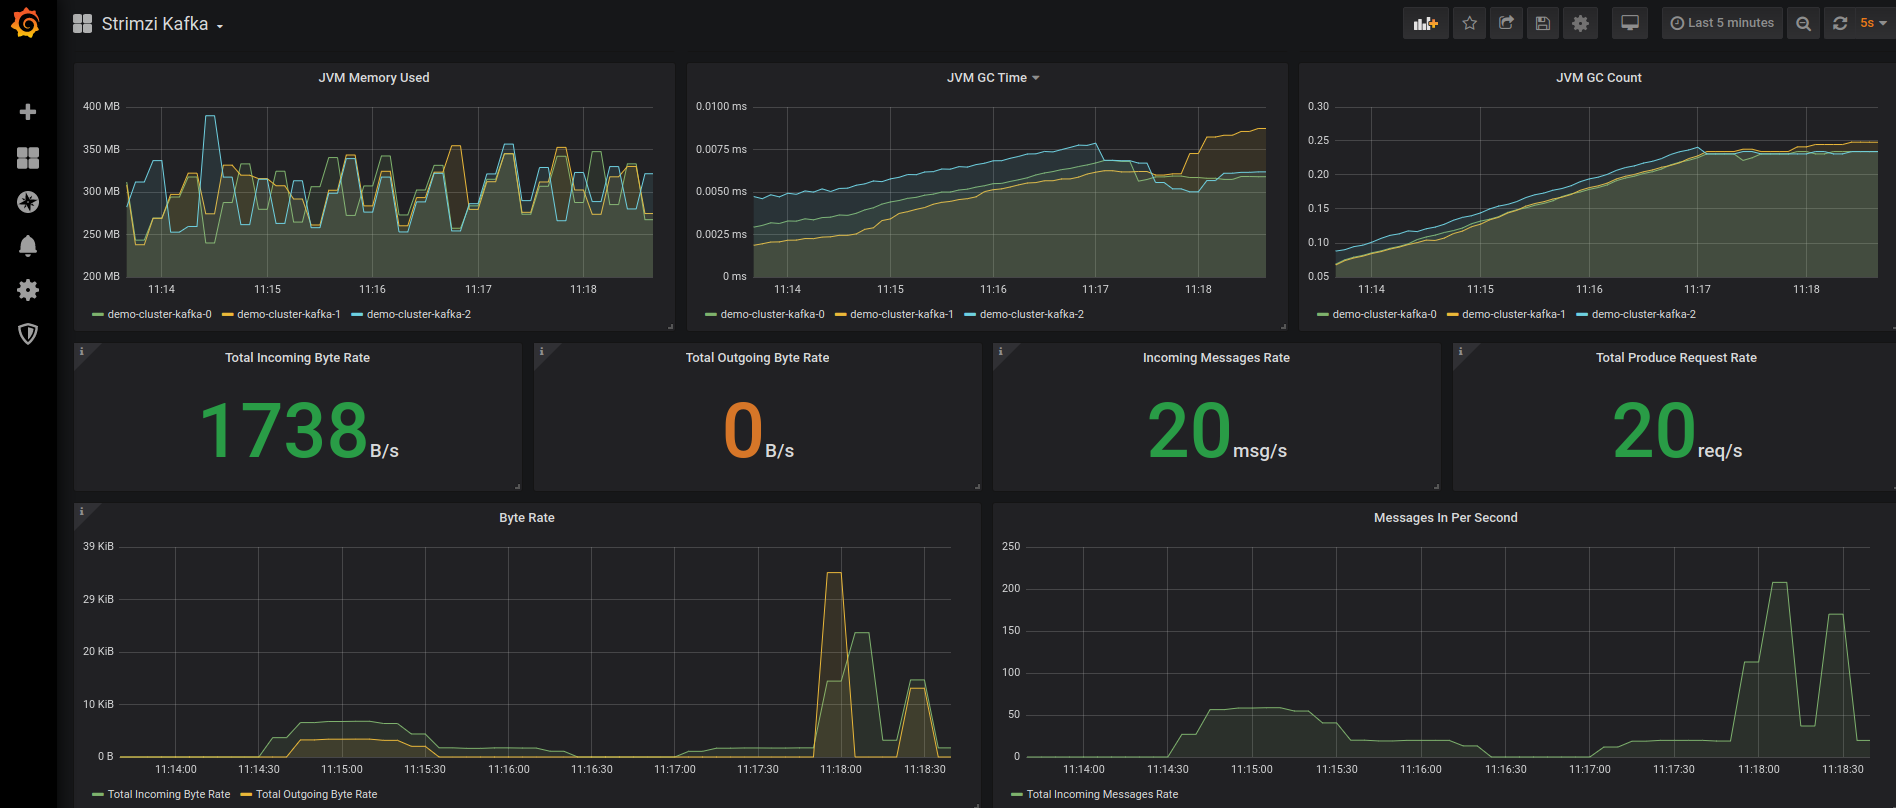 Strimzi Kafka
Last 5 minutes
5s
JVM Memory Used
400 MB
350 MB
300 MB
250 MB
200 MB
11:14 11:15 11:16 11:17 11:18
demo-cluster-kafka-0 demo-cluster-kafka-1 demo-cluster-kafka-2
JVM GC Time
0.0100 ms
0.0075 ms
0.0050 ms
0.0025 ms
0 ms
11:14 11:15 11:16 11:17 11:18
demo-cluster-kafka-0 demo-cluster-kafka-1 demo-cluster-kafka-2
JVM GC Count
0.30
0.25
0.20
0.15
0.10
0.05
11:14 11:15 11:16 11:17 11:18
demo-cluster-kafka-0 demo-cluster-kafka-1 demo-cluster-kafka-2
i
Total Incoming Byte Rate
1738 B/s
i
Total Outgoing Byte Rate
0 B/s
i
Incoming Messages Rate
20 msg/s
i
Total Produce Request Rate
20 req/s
i
Byte Rate
39 KiB
29 KiB
20 KiB
10 KiB
0 B
11:14:00 11:14:30 11:15:00 11:15:30 11:16:00 11:16:30 11:17:00 11:17:30 11:18:00 11:18:30
Total Incoming Byte Rate Total Outgoing Byte Rate
Messages In Per Second
250
200
150
100
50
0
11:14:00 11:14:30 11:15:00 11:15:30 11:16:00 11:16:30 11:17:00 11:17:30 11:18:00 11:18:30
Total Incoming Messages Rate